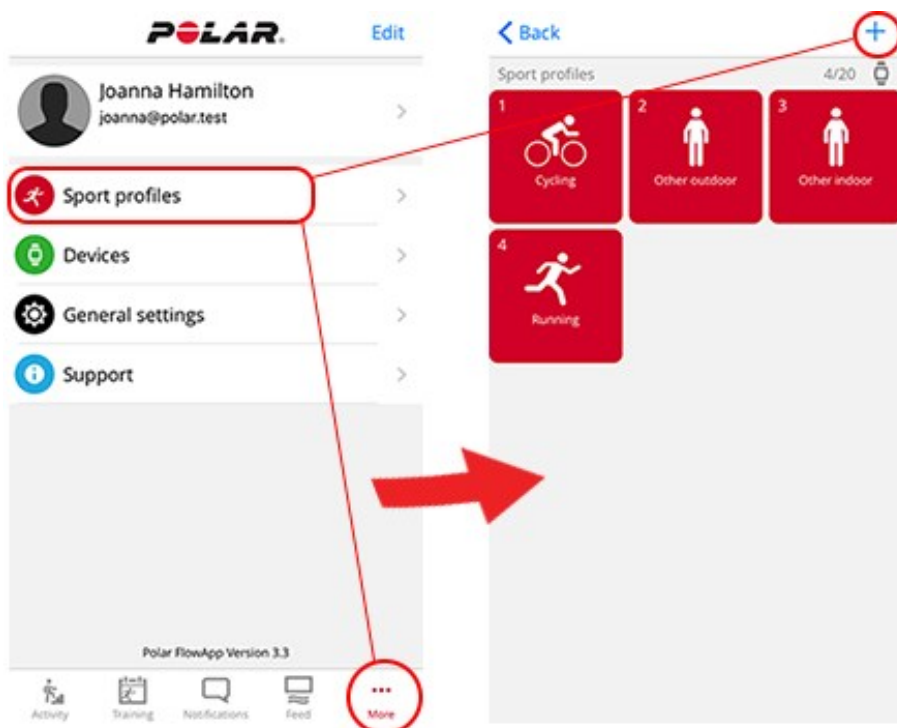 POLAR.
Edit
Joanna Hamilton
joanna@polar.test
Sport profiles
Devices
General settings
Support
Polar FlowApp Version 3.3
Activity
Training
Notifications
Feed
More
Back
Sport profiles
4/20
1
Cycling
2
Other outdoor
3
Other indoor
4
Running